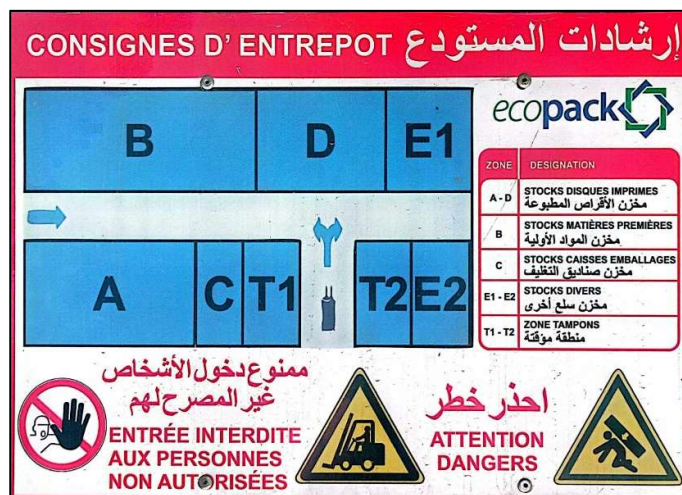 CONSIGNES D' ENTREPOT إرشادات المستودع
B D E1
ecopack
ZONE DESIGNATION
A - D STOCKS DISQUES IMPRIMES
مخزن الأقراص المطبوعة
B STOCKS MATIÈRES PREMIÈRES
مخزن المواد الأولية
C STOCKS CAISSES EMBALLAGES
مخزن صناديق التغليف
E1 - E2 STOCKS DIVERS
مخزن سلع أخرى
T1 - T2 ZONE TAMPONS
منطقة مؤقتة
A C T1 T2 E2
ممنوع دخول الأشخاص
غير المصرح لهم
ENTRÉE INTERDITE
AUX PERSONNES
NON AUTORISÉES
احذر خطر
ATTENTION
DANGERS